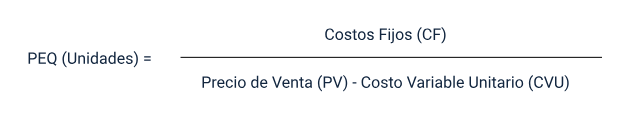 Costos Fijos (CF)
PEQ (Unidades) =
Precio de Venta (PV) - Costo Variable Unitario (CVU)